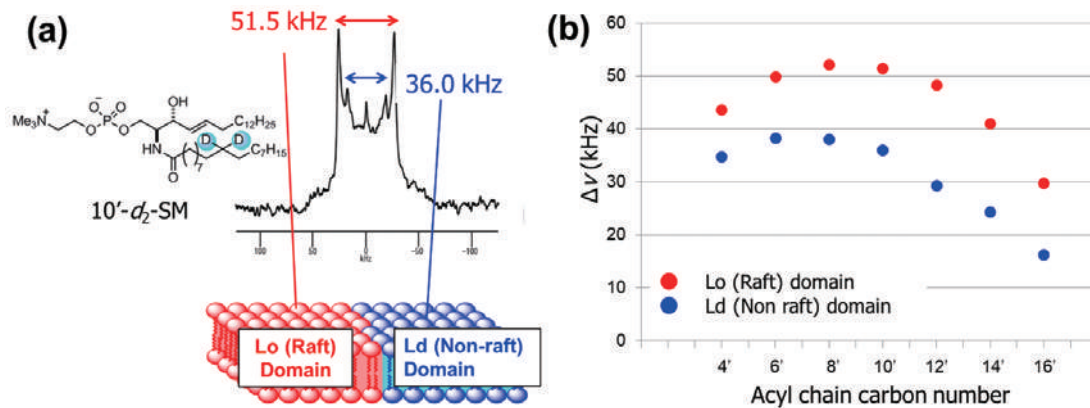 (a)
51.5 kHz
36.0 kHz
Me₃N⁺
O⁻
O
P
O
O
OH
C₁₂H₂₅
HN
D
D
C₇H₁₅
7
O
10'-d₂-SM
100 50 0 -50 -100
kHz
Lo (Raft)
Domain
Ld (Non-raft)
Domain
(b)
60
50
40
30
20
10
0
Δν (kHz)
Lo (Raft) domain
Ld (Non raft) domain
4' 6' 8' 10' 12' 14' 16'
Acyl chain carbon number